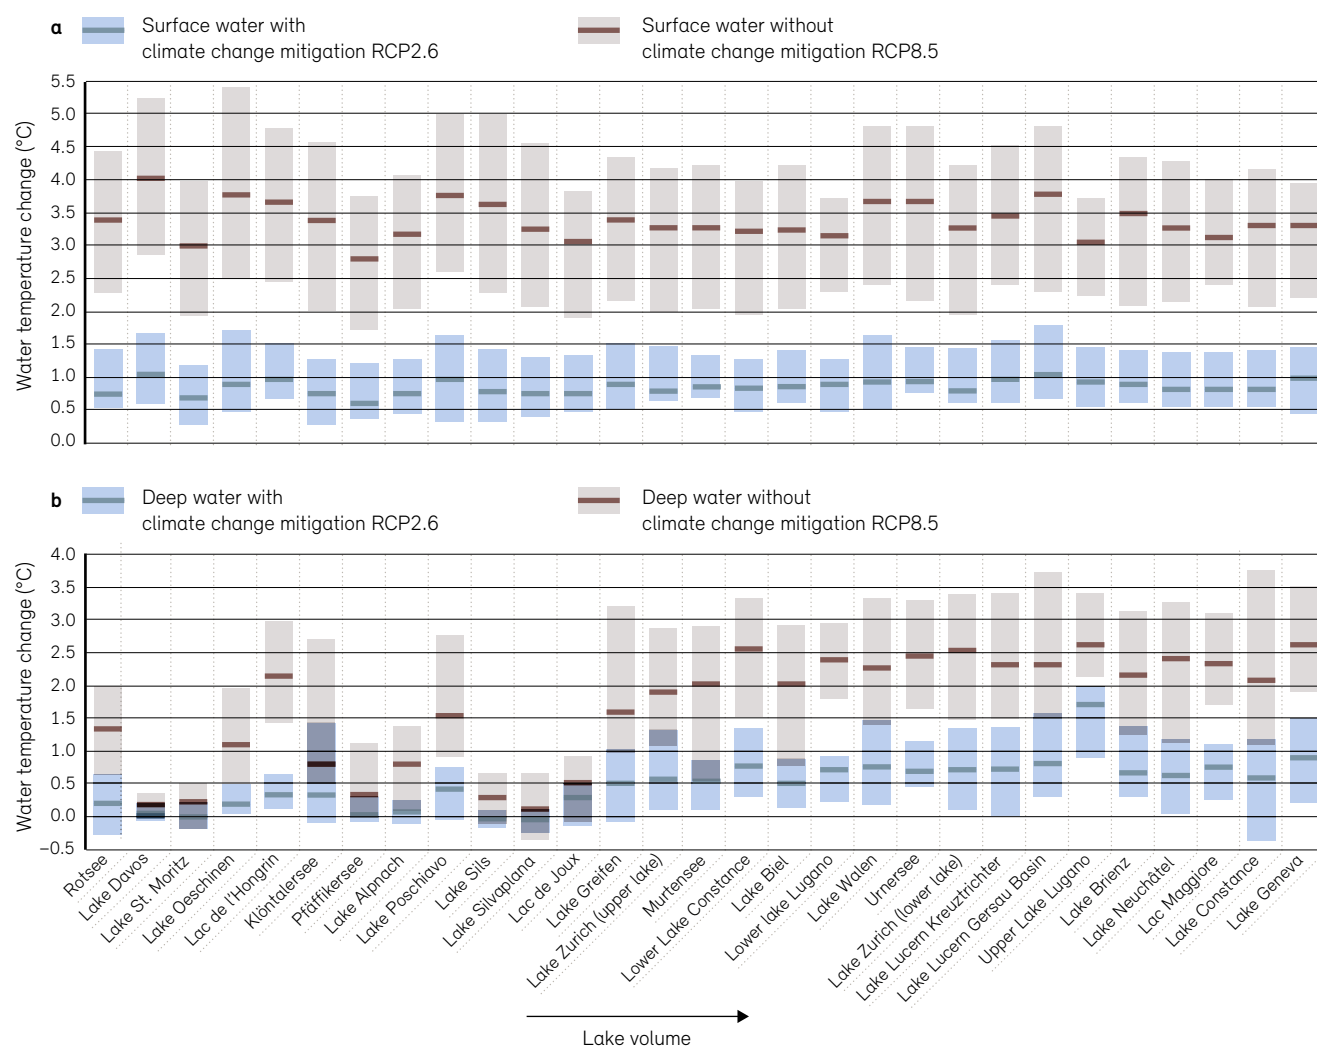 a
Surface water with
climate change mitigation RCP2.6
Surface water without
climate change mitigation RCP8.5
Water temperature change (°C)
5.5
5.0
4.5
4.0
3.5
3.0
2.5
2.0
1.5
1.0
0.5
0.0
b
Deep water with
climate change mitigation RCP2.6
Deep water without
climate change mitigation RCP8.5
Water temperature change (°C)
4.0
3.5
3.0
2.5
2.0
1.5
1.0
0.5
0.0
−0.5
Rotsee
Lake Davos
Lake St. Moritz
Lake Oeschinen
Lac de l'Hongrin
Klöntalersee
Pfäffikersee
Lake Alpnach
Lake Poschiavo
Lake Sils
Lake Silvaplana
Lac de Joux
Lake Greifen
Lake Zurich (upper lake)
Murtensee
Lower Lake Constance
Lake Biel
Lower lake Lugano
Lake Walen
Urnersee
Lake Zurich (lower lake)
Lake Lucern Kreuztrichter
Lake Lucern Gersau Basin
Upper Lake Lugano
Lake Brienz
Lake Neuchâtel
Lac Maggiore
Lake Constance
Lake Geneva
Lake volume